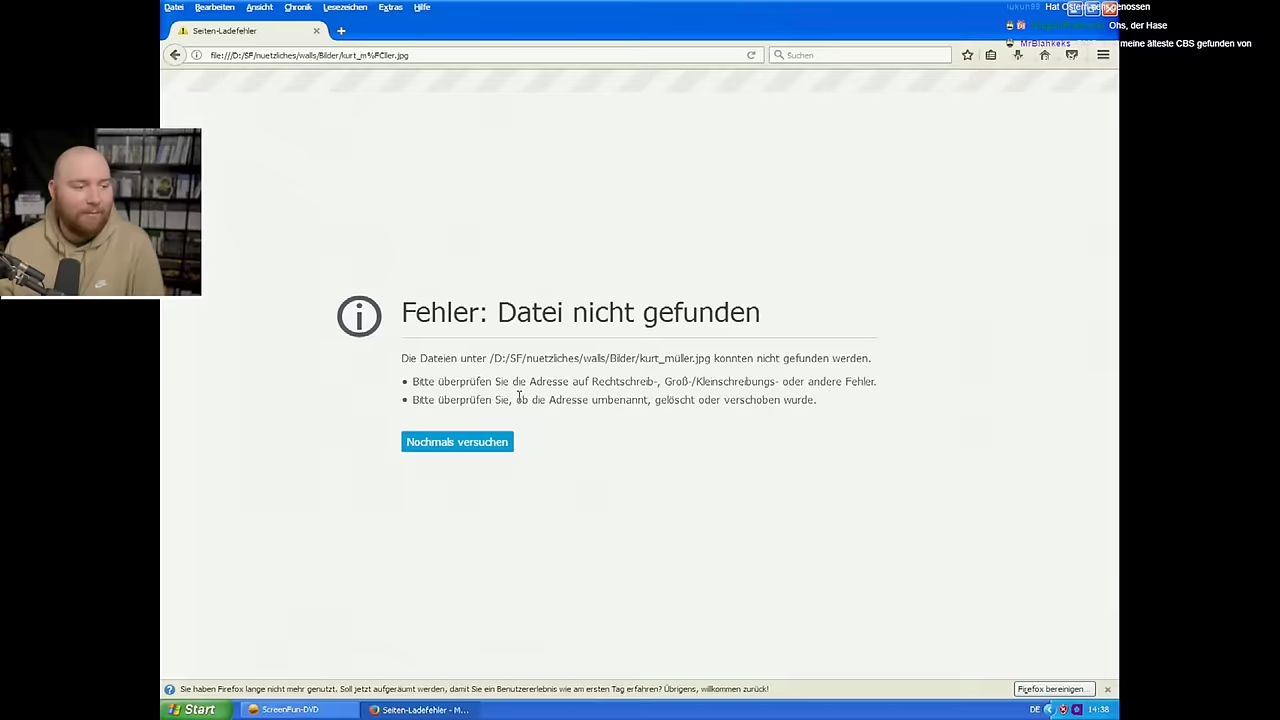 Datei Bearbeiten Ansicht Chronik Lesezeichen Extras Hilfe
Hat
Seiten-Ladefehler
Ohs, der Hase
MrBlahkeks
meine älteste CBS gefunden von
file:///D:/SF/nuetzliches/walls/Bilder/kurt_m%FCller.jpg
Suchen
Fehler: Datei nicht gefunden
Die Dateien unter /D:/SF/nuetzliches/walls/Bilder/kurt_müller.jpg konnten nicht gefunden werden.
Bitte überprüfen Sie die Adresse auf Rechtschreib-, Groß-/Kleinschreibungs- oder andere Fehler.
Bitte überprüfen Sie, ob die Adresse umbenannt, gelöscht oder verschoben wurde.
Nochmals versuchen
Sie haben Firefox lange nicht mehr genutzt. Soll jetzt aufgeräumt werden, damit Sie ein Benutzererlebnis wie am ersten Tag erfahren? Übrigens, willkommen zurück!
Firefox bereinigen...
Start
ScreenFun-DVD
Seiten-Ladefehler - M...
DE
14:38